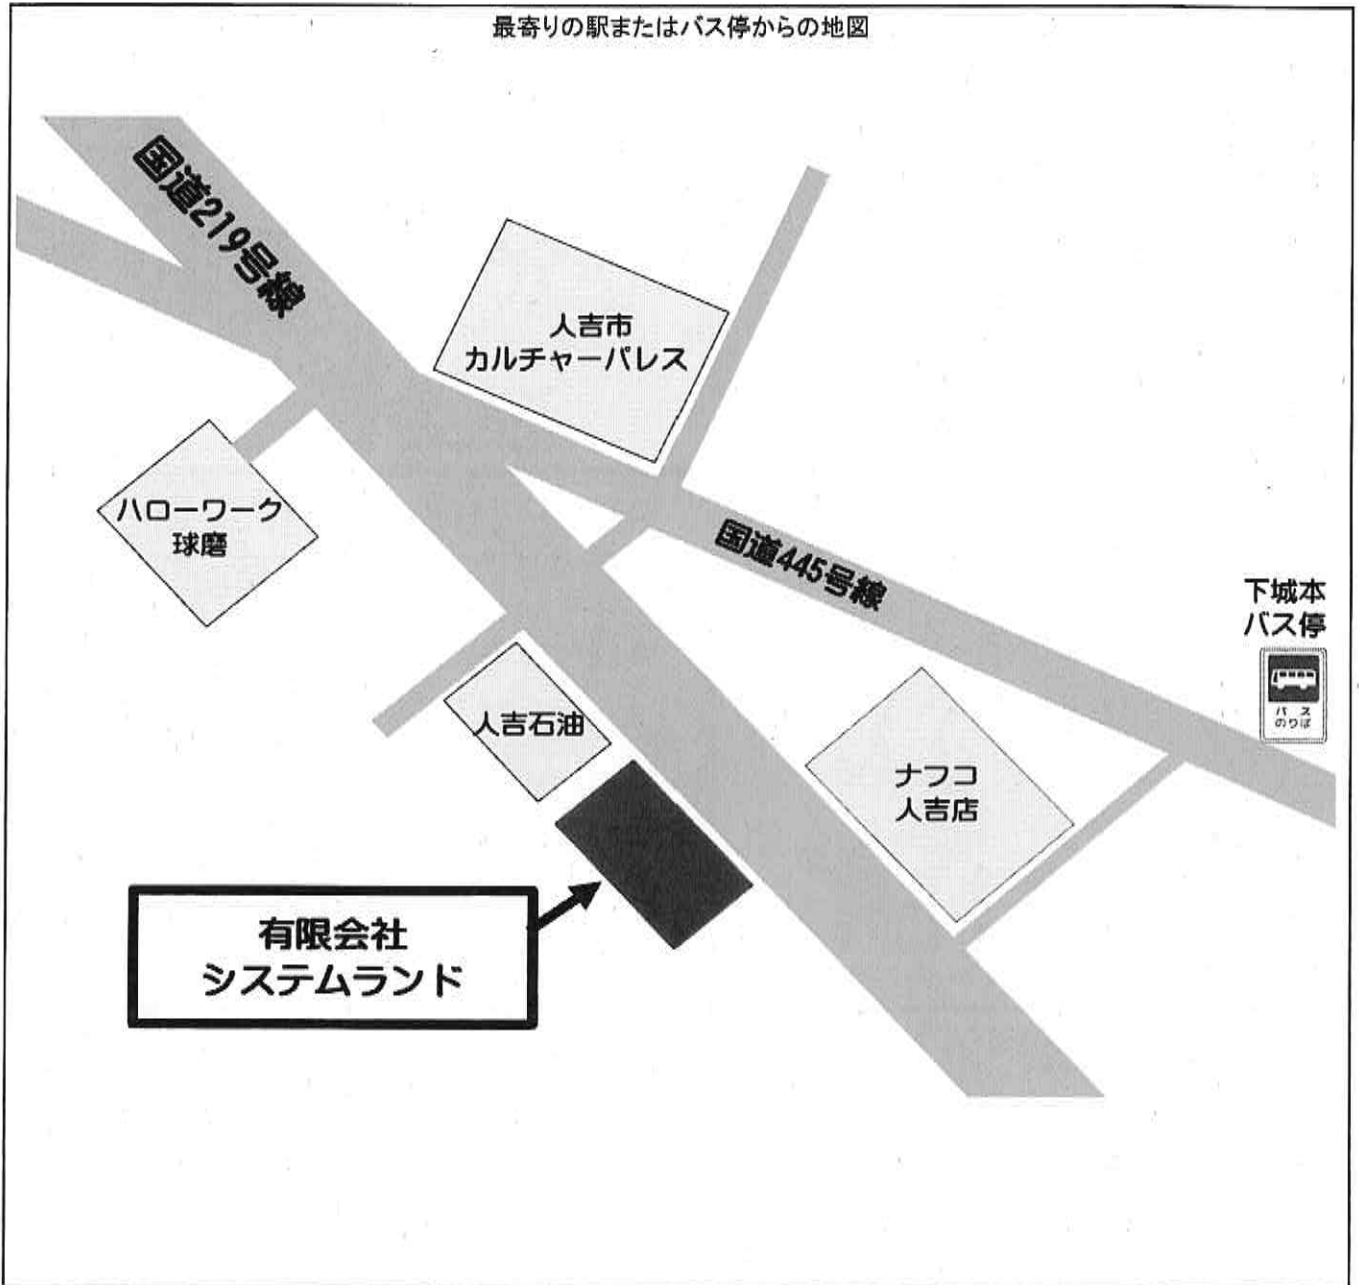 最寄りの駅またはバス停からの地図
国道219号線
人吉市
カルチャーパレス
ハローワーク
球磨
国道445号線
下城本
バス停
バス
のりば
人吉石油
ナフコ
人吉店
有限会社
システムランド